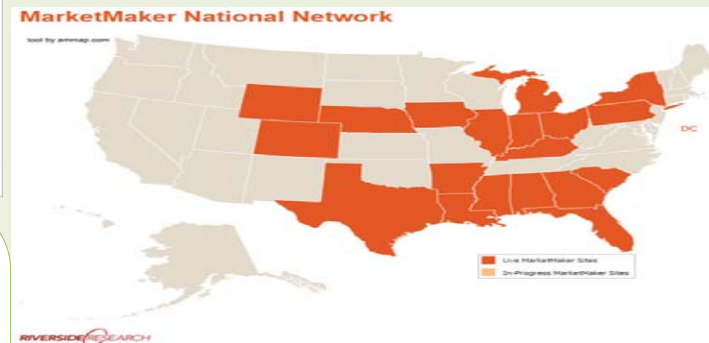 MarketMaker National Network
tool by ammap.com
DC
Live MarketMaker Sites
In-Progress MarketMaker Sites
RIVERSIDE RESEARCH